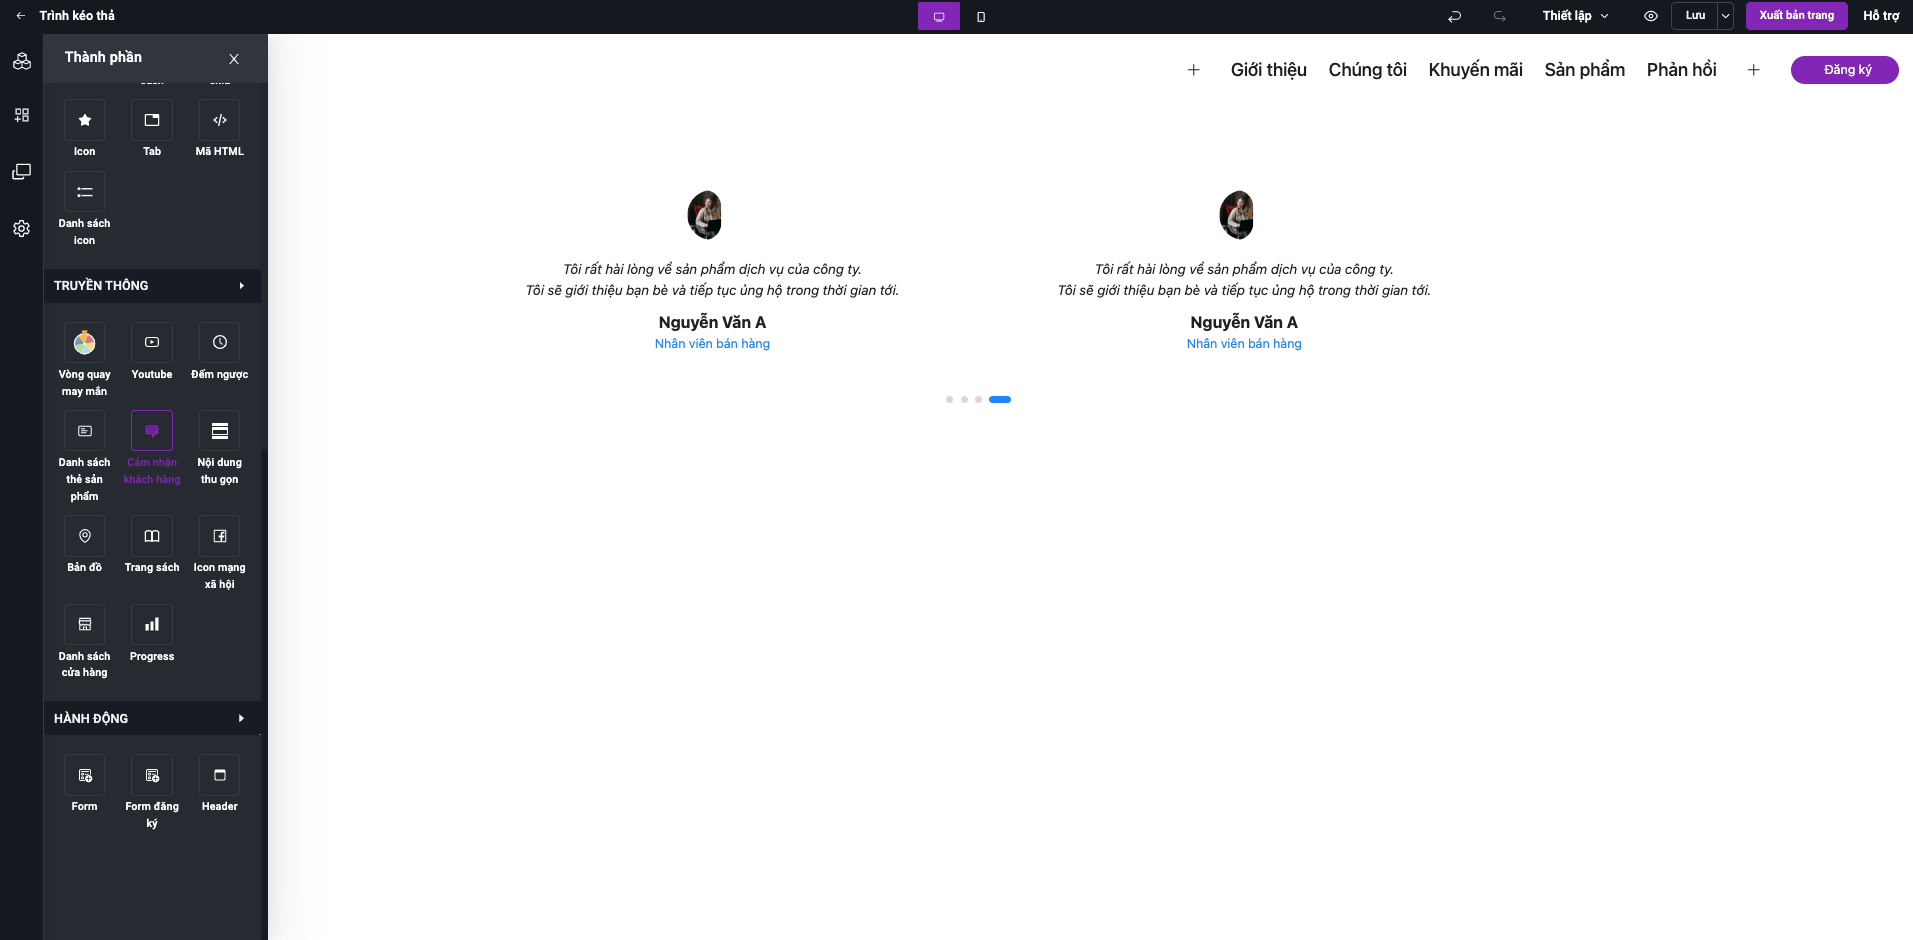 Trình kéo thả
Thiết lập
Lưu
Xuất bản trang
Hỗ trợ
Thành phần
Icon
Tab
Mã HTML
Danh sách
icon
TRUYỀN THÔNG
Vòng quay
may mắn
Youtube
Đếm ngược
Danh sách
thẻ sản
phẩm
Cảm nhận
khách hàng
Nội dung
thu gọn
Bản đồ
Trang sách
Icon mạng
xã hội
Danh sách
cửa hàng
Progress
HÀNH ĐỘNG
Form
Form đăng
ký
Header
Giới thiệu
Chúng tôi
Khuyến mãi
Sản phẩm
Phản hồi
Đăng ký
Tôi rất hài lòng về sản phẩm dịch vụ của công ty.
Tôi sẽ giới thiệu bạn bè và tiếp tục ủng hộ trong thời gian tới.
Nguyễn Văn A
Nhân viên bán hàng
Tôi rất hài lòng về sản phẩm dịch vụ của công ty.
Tôi sẽ giới thiệu bạn bè và tiếp tục ủng hộ trong thời gian tới.
Nguyễn Văn A
Nhân viên bán hàng